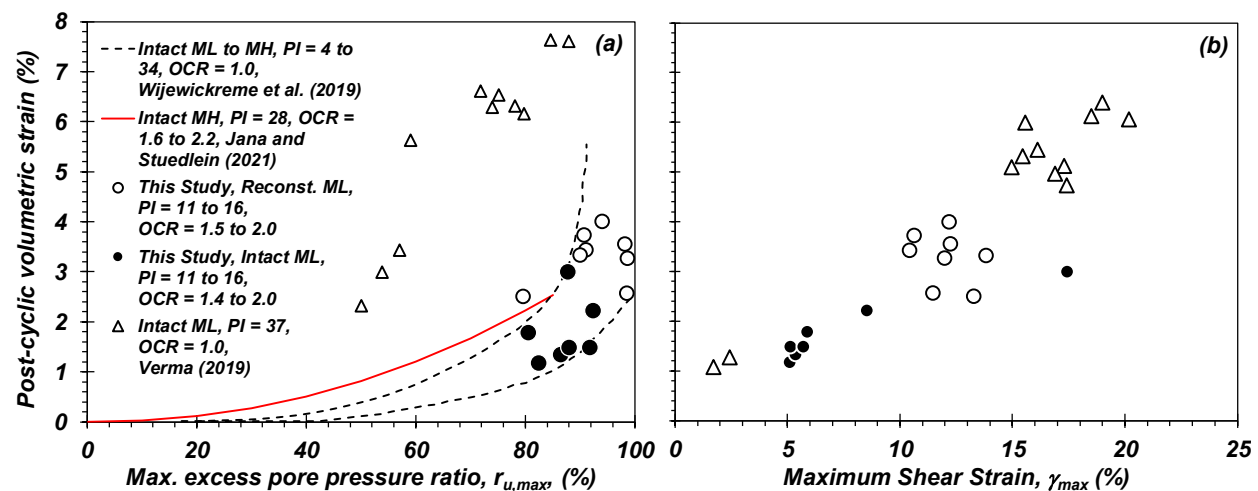 Post-cyclic volumetric strain (%)
8
7
6
5
4
3
2
1
0
(a)
Intact ML to MH, PI = 4 to
34, OCR = 1.0,
Wijewickreme et al. (2019)
Intact MH, PI = 28, OCR =
1.6 to 2.2, Jana and
Stuedlein (2021)
This Study, Reconst. ML,
PI = 11 to 16,
OCR = 1.5 to 2.0
This Study, Intact ML,
PI = 11 to 16,
OCR = 1.4 to 2.0
Intact ML, PI = 37,
OCR = 1.0,
Verma (2019)
0 20 40 60 80 100
Max. excess pore pressure ratio, r_{u,max}, (%)
(b)
0 5 10 15 20 25
Maximum Shear Strain, γ_{max} (%)